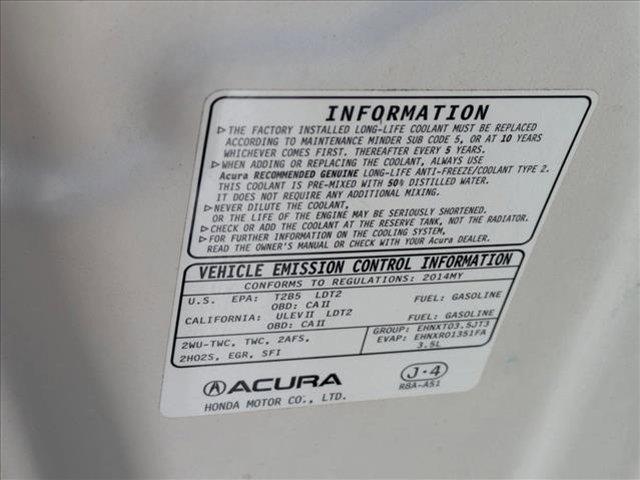 INFORMATION
▷THE FACTORY INSTALLED LONG-LIFE COOLANT MUST BE REPLACED
ACCORDING TO MAINTENANCE MINDER SUB CODE 5, OR AT 10 YEARS
WHICHEVER COMES FIRST. THEREAFTER EVERY 5 YEARS.
▷WHEN ADDING OR REPLACING THE COOLANT, ALWAYS USE
Acura RECOMMENDED GENUINE LONG-LIFE ANTI-FREEZE/COOLANT TYPE 2.
THIS COOLANT IS PRE-MIXED WITH 50% DISTILLED WATER.
IT DOES NOT REQUIRE ANY ADDITIONAL MIXING.
▷NEVER DILUTE THE COOLANT,
OR THE LIFE OF THE ENGINE MAY BE SERIOUSLY SHORTENED.
▷CHECK OR ADD THE COOLANT AT THE RESERVE TANK, NOT THE RADIATOR.
▷FOR FURTHER INFORMATION ON THE COOLING SYSTEM,
READ THE OWNER'S MANUAL OR CHECK WITH YOUR Acura DEALER.
VEHICLE EMISSION CONTROL INFORMATION
CONFORMS TO REGULATIONS: 2014MY
U.S. EPA: T2B5 LDT2 FUEL: GASOLINE
OBD: CAII
CALIFORNIA: ULEVII LDT2 FUEL: GASOLINE
OBD: CAII
2WU-TWC, TWC, 2AFS, GROUP: EHNXT03.5JT3
2HO2S, EGR, SFI EVAP: EHNXR0135IFA
3.5L
ACURA J-4
HONDA MOTOR CO., LTD. R8A-A51